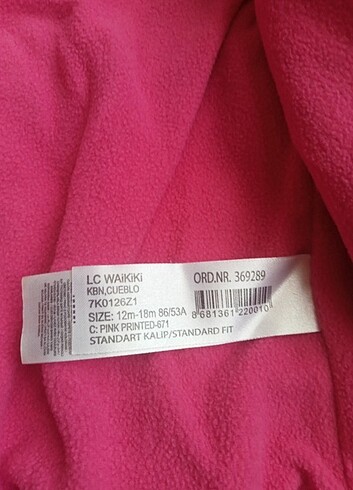 LC WAiKiKi
KBN,CUEBLO
7K0126Z1
ORD.NR. 369289
SIZE: 12m-18m 86/53A
8 681361 220010
C: PINK PRINTED-671
STANDART KALIP/STANDARD FIT